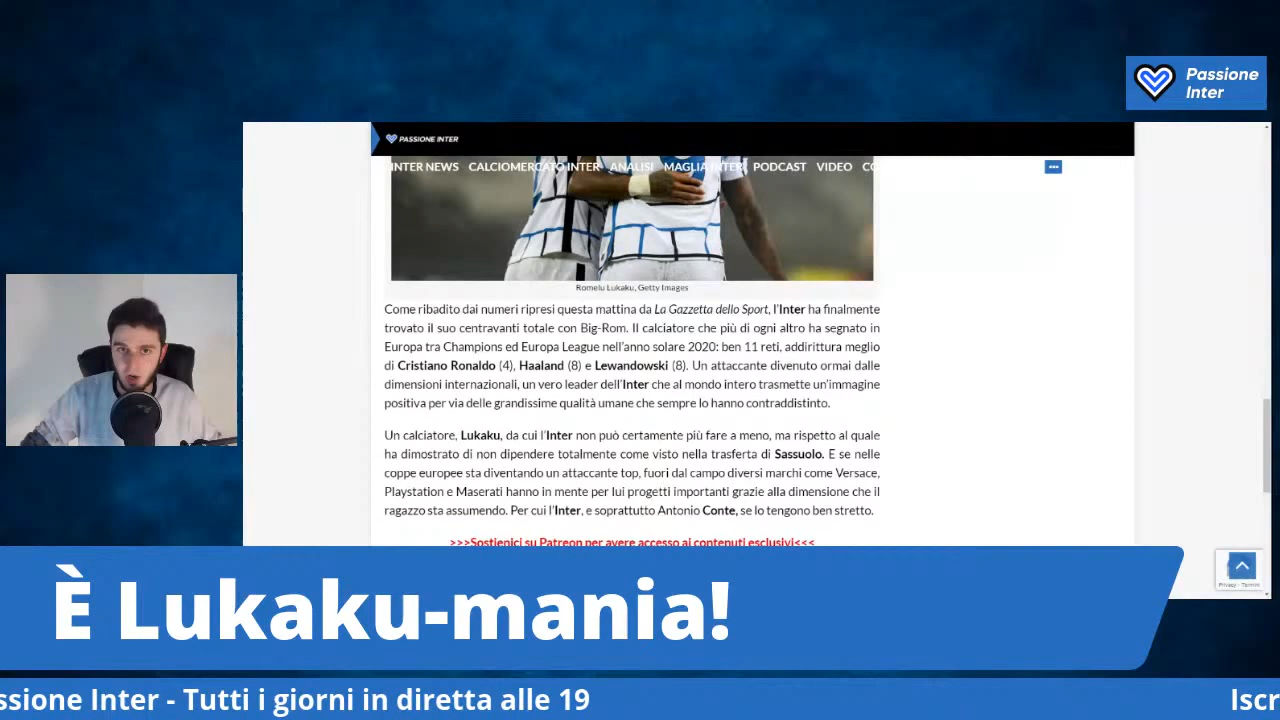 Passione
Inter
PASSIONE INTER
INTER NEWS CALCIOMERCATO INTER ANALISI MAGLIA INTER PODCAST VIDEO CO
Romelu Lukaku, Getty Images
Come ribadito dai numeri ripresi questa mattina da La Gazzetta dello Sport, l'Inter ha finalmente
trovato il suo centravanti totale con Big-Rom. Il calciatore che più di ogni altro ha segnato in
Europa tra Champions ed Europa League nell'anno solare 2020: ben 11 reti, addirittura meglio
di Cristiano Ronaldo (4), Haaland (8) e Lewandowski (8). Un attaccante divenuto ormai dalle
dimensioni internazionali, un vero leader dell'Inter che al mondo intero trasmette un'immagine
positiva per via delle grandissime qualità umane che sempre lo hanno contraddistinto.
Un calciatore, Lukaku, da cui l'Inter non può certamente più fare a meno, ma rispetto al quale
ha dimostrato di non dipendere totalmente come visto nella trasferta di Sassuolo. E se nelle
coppe europee sta diventando un attaccante top, fuori dal campo diversi marchi come Versace,
Playstation e Maserati hanno in mente per lui progetti importanti grazie alla dimensione che il
ragazzo sta assumendo. Per cui l'Inter, e soprattutto Antonio Conte, se lo tengono ben stretto.
>>>Sostienici su Patreon per avere accesso ai contenuti esclusivi<<<
Privacy - Termini
È Lukaku-mania!
ssione Inter - Tutti i giorni in diretta alle 19 Iscr